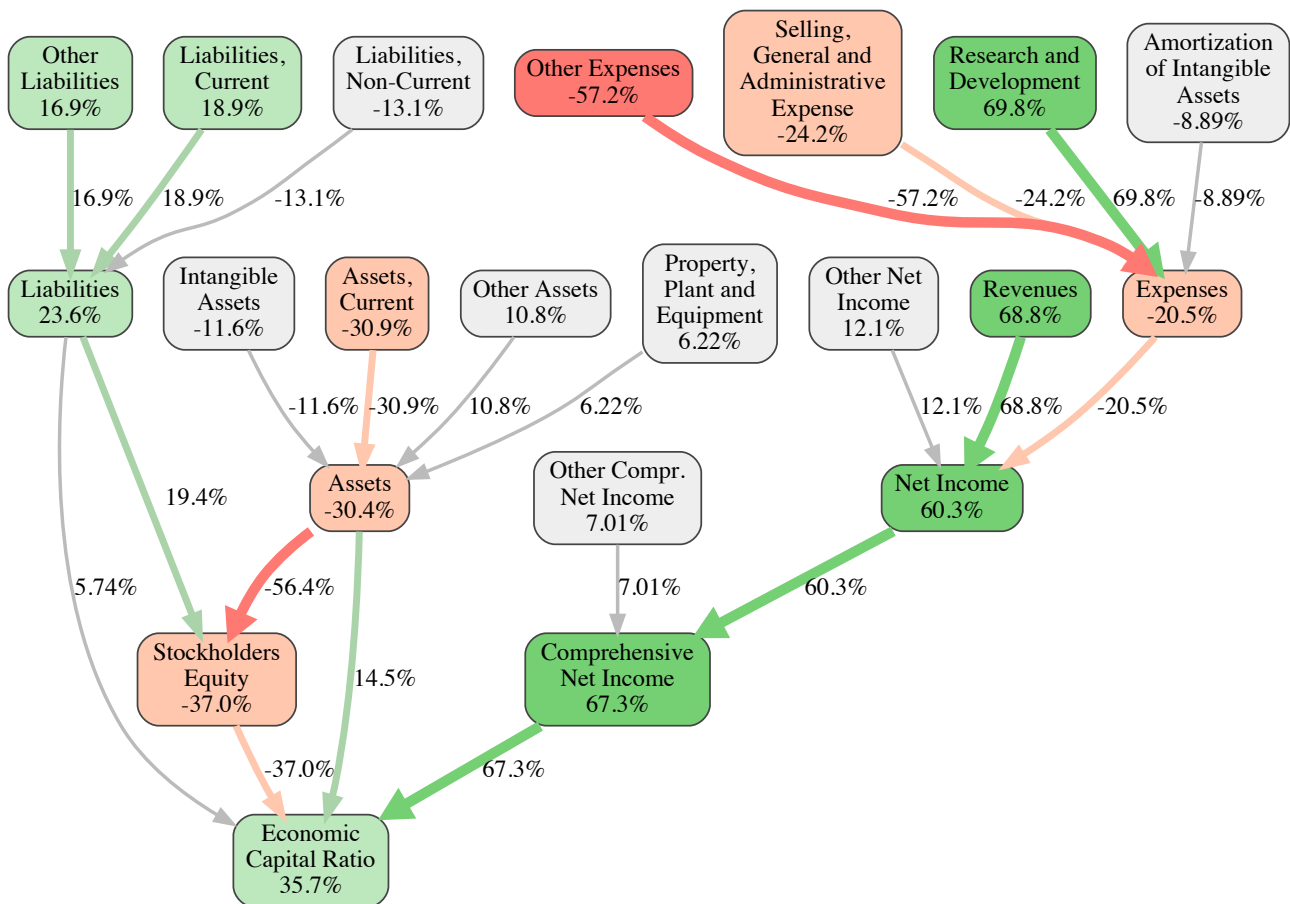 Other
Liabilities
16.9%
Liabilities,
Current
18.9%
Liabilities,
Non-Current
-13.1%
Other Expenses
-57.2%
Selling,
General and
Administrative
Expense
-24.2%
Research and
Development
69.8%
Amortization
of Intangible
Assets
-8.89%
16.9%
18.9%
-13.1%
-57.2%
-24.2%
69.8%
-8.89%
Liabilities
23.6%
Intangible
Assets
-11.6%
Assets,
Current
-30.9%
Other Assets
10.8%
Property,
Plant and
Equipment
6.22%
Other Net
Income
12.1%
Revenues
68.8%
Expenses
-20.5%
-11.6%
-30.9%
10.8%
6.22%
12.1%
68.8%
-20.5%
19.4%
Assets
-30.4%
Other Compr.
Net Income
7.01%
Net Income
60.3%
5.74%
-56.4%
7.01%
60.3%
Stockholders
Equity
-37.0%
14.5%
Comprehensive
Net Income
67.3%
-37.0%
67.3%
Economic
Capital Ratio
35.7%